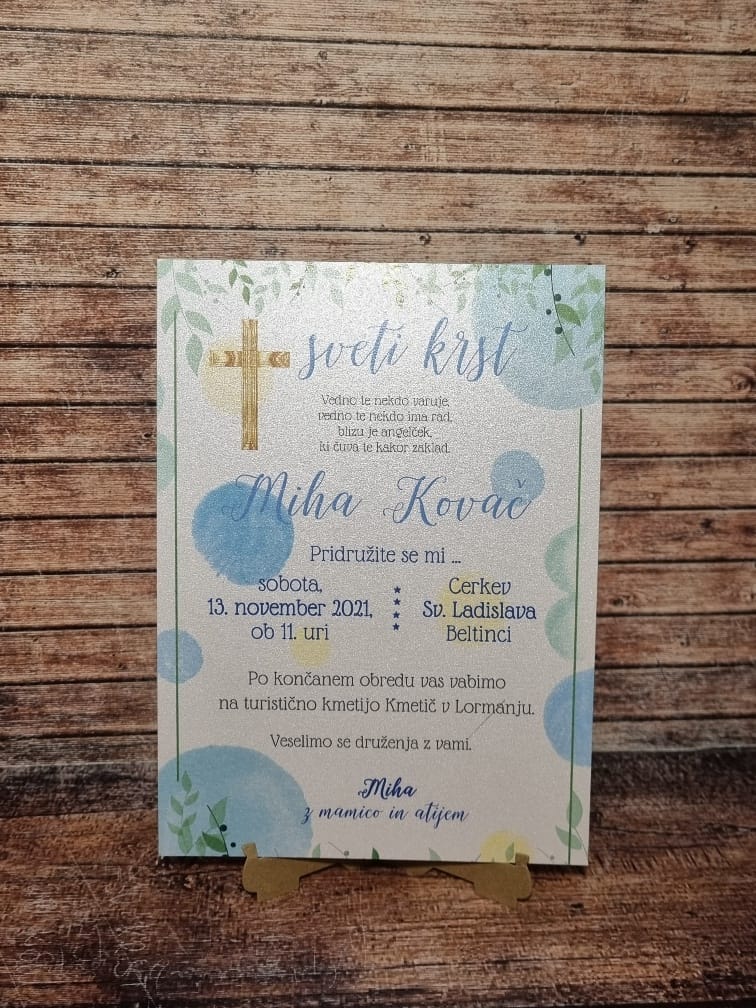 sveti krst
Vedno te nekdo varuje,
vedno te nekdo ima rad,
blizu je angelček,
ki čuva te kakor zaklad.
Miha Kovač
Pridružite se mi ...
sobota,
13. november 2021,
ob 11. uri
Cerkev
Sv. Ladislava
Beltinci
Po končanem obredu vas vabimo
na turistično kmetijo Kmetič v Lormanju.
Veselimo se druženja z vami.
Miha
z mamico in atijem